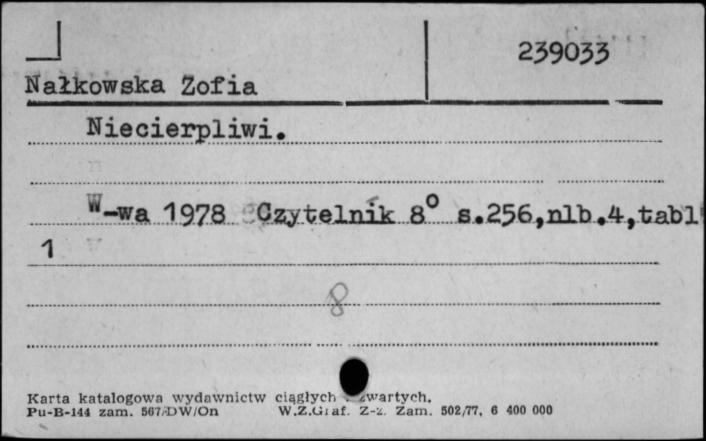 239033
Nałkowska Zofia
Niecierpliwi.
W-wa 1978 Czytelnik 8° s.256,nlb.4,tabl
1
8
Karta katalogowa wydawnictw ciągłych zwartych.
Pu-B-144 zam. 567/DW/On W.Z.Graf. Z-z. Zam. 502/77, 6 400 000